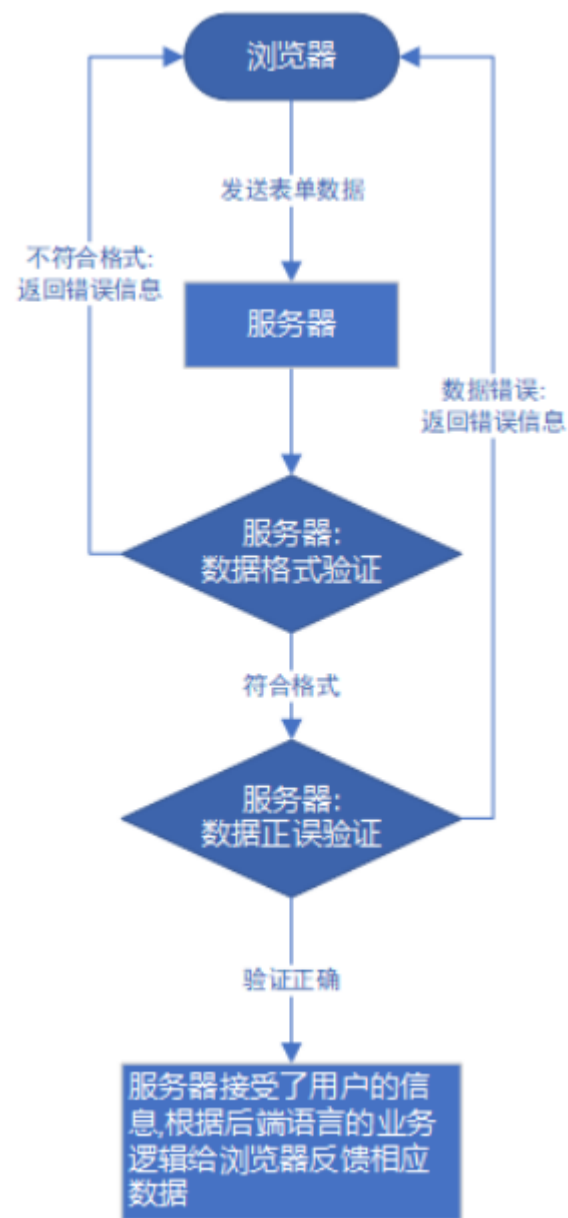 浏览器
发送表单数据
不符合格式:
返回错误信息
服务器
数据错误:
返回错误信息
服务器:
数据格式验证
符合格式
服务器:
数据正误验证
验证正确
服务器接受了用户的信
息,根据后端语言的业务
逻辑给浏览器反馈相应
数据